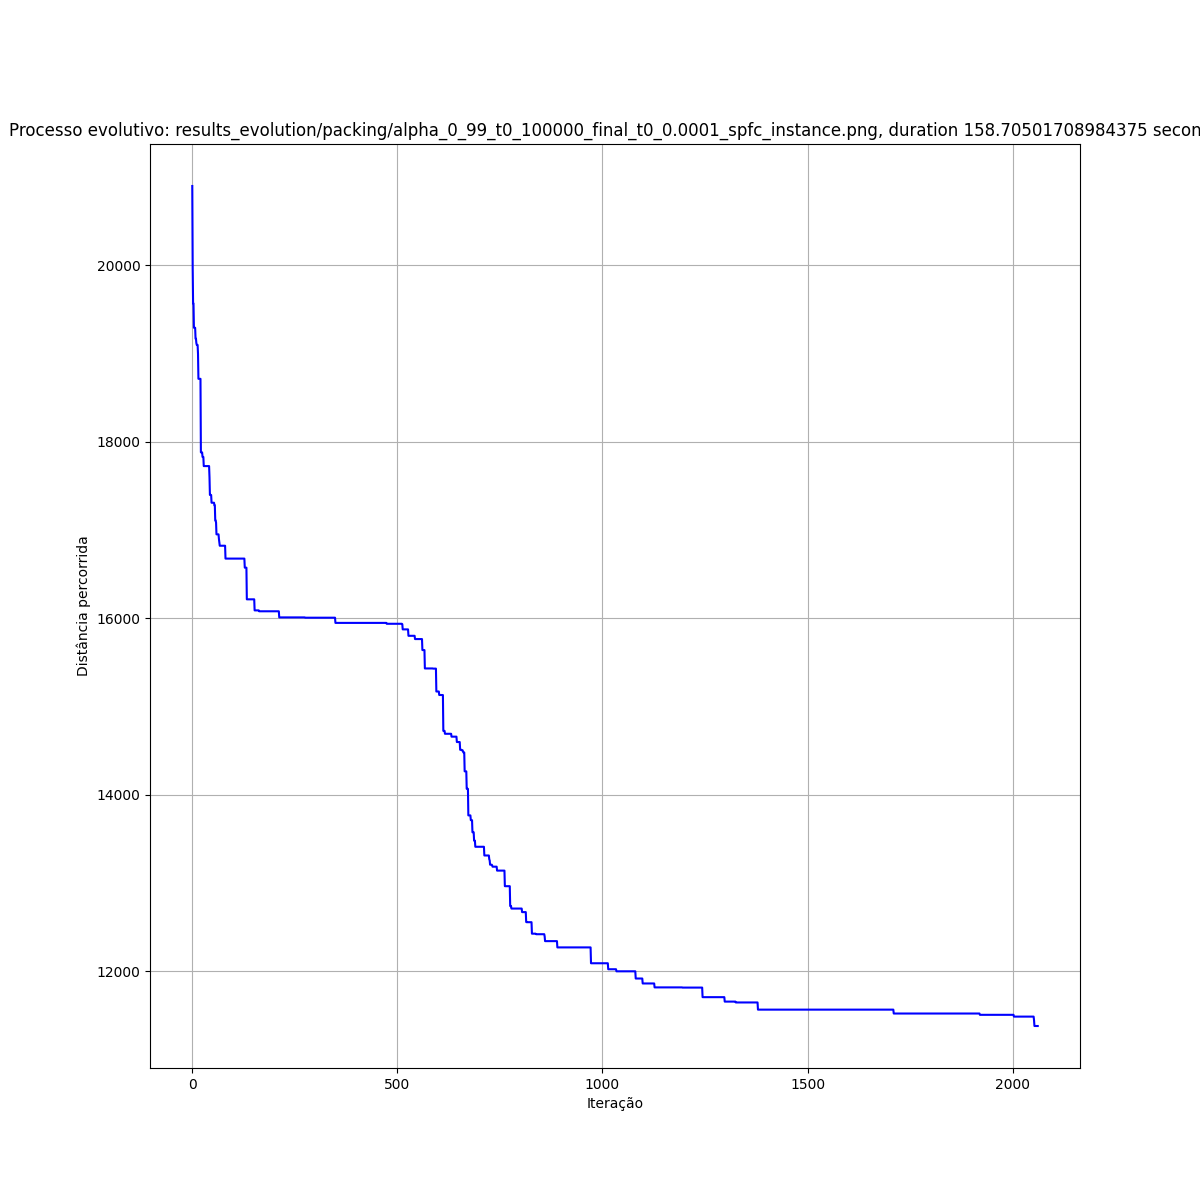 Processo evolutivo: results_evolution/packing/alpha_0_99_t0_100000_final_t0_0.0001_spfc_instance.png, duration 158.70501708984375 secon
20000
18000
16000
14000
12000
Distância percorrida
0 500 1000 1500 2000
Iteração